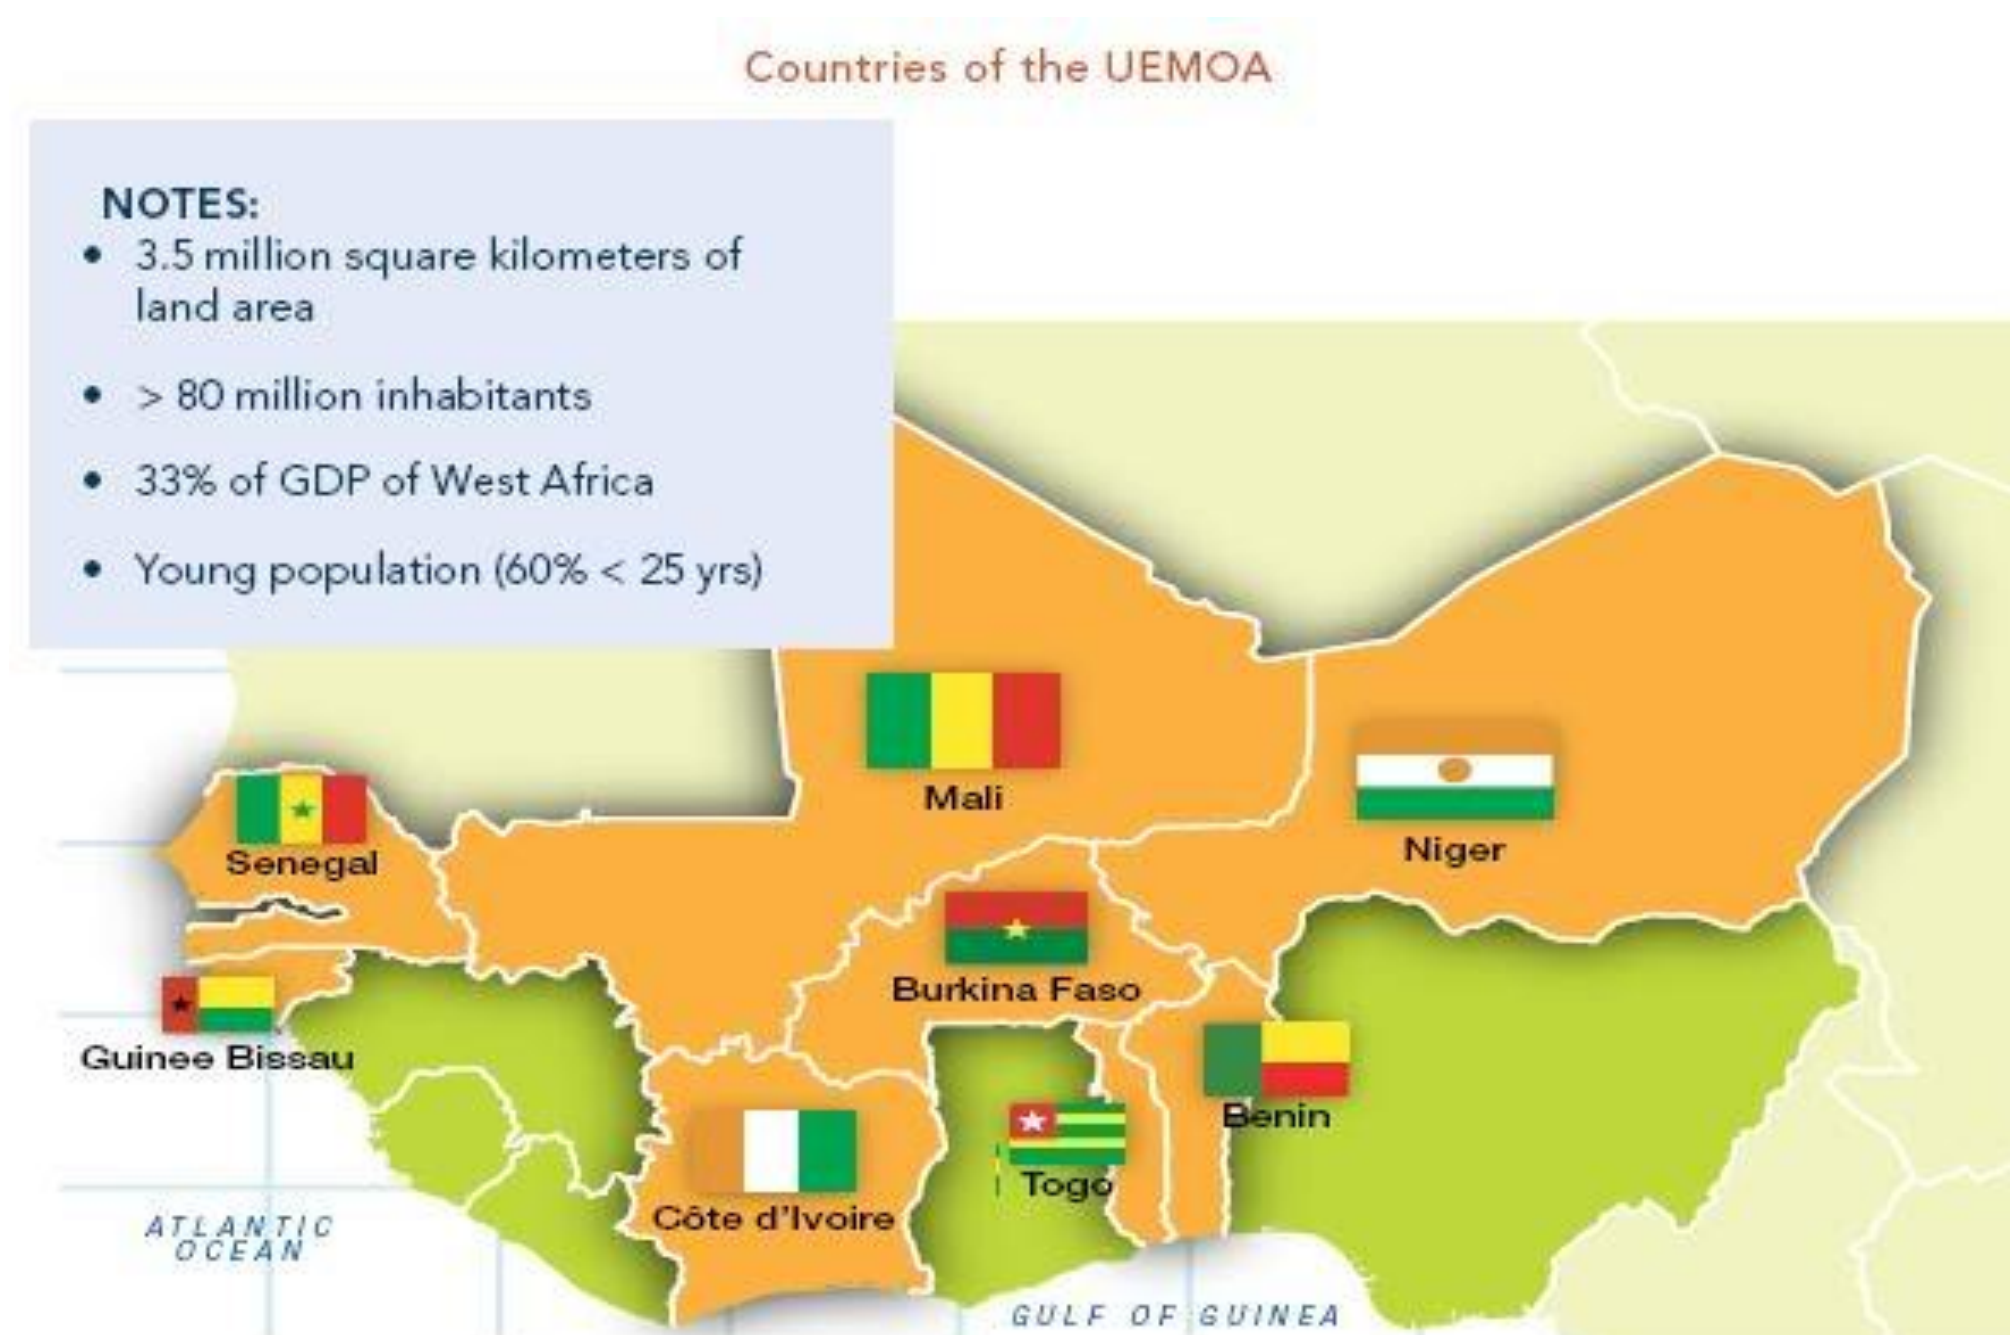 Countries of the UEMOA
NOTES:
• 3.5 million square kilometers of
land area
• > 80 million inhabitants
• 33% of GDP of West Africa
• Young population (60% < 25 yrs)
Mali
Niger
Senegal
Burkina Faso
Guinee Bissau
Benin
Togo
Côte d'Ivoire
ATLANTIC
OCEAN
GULF OF GUINEA